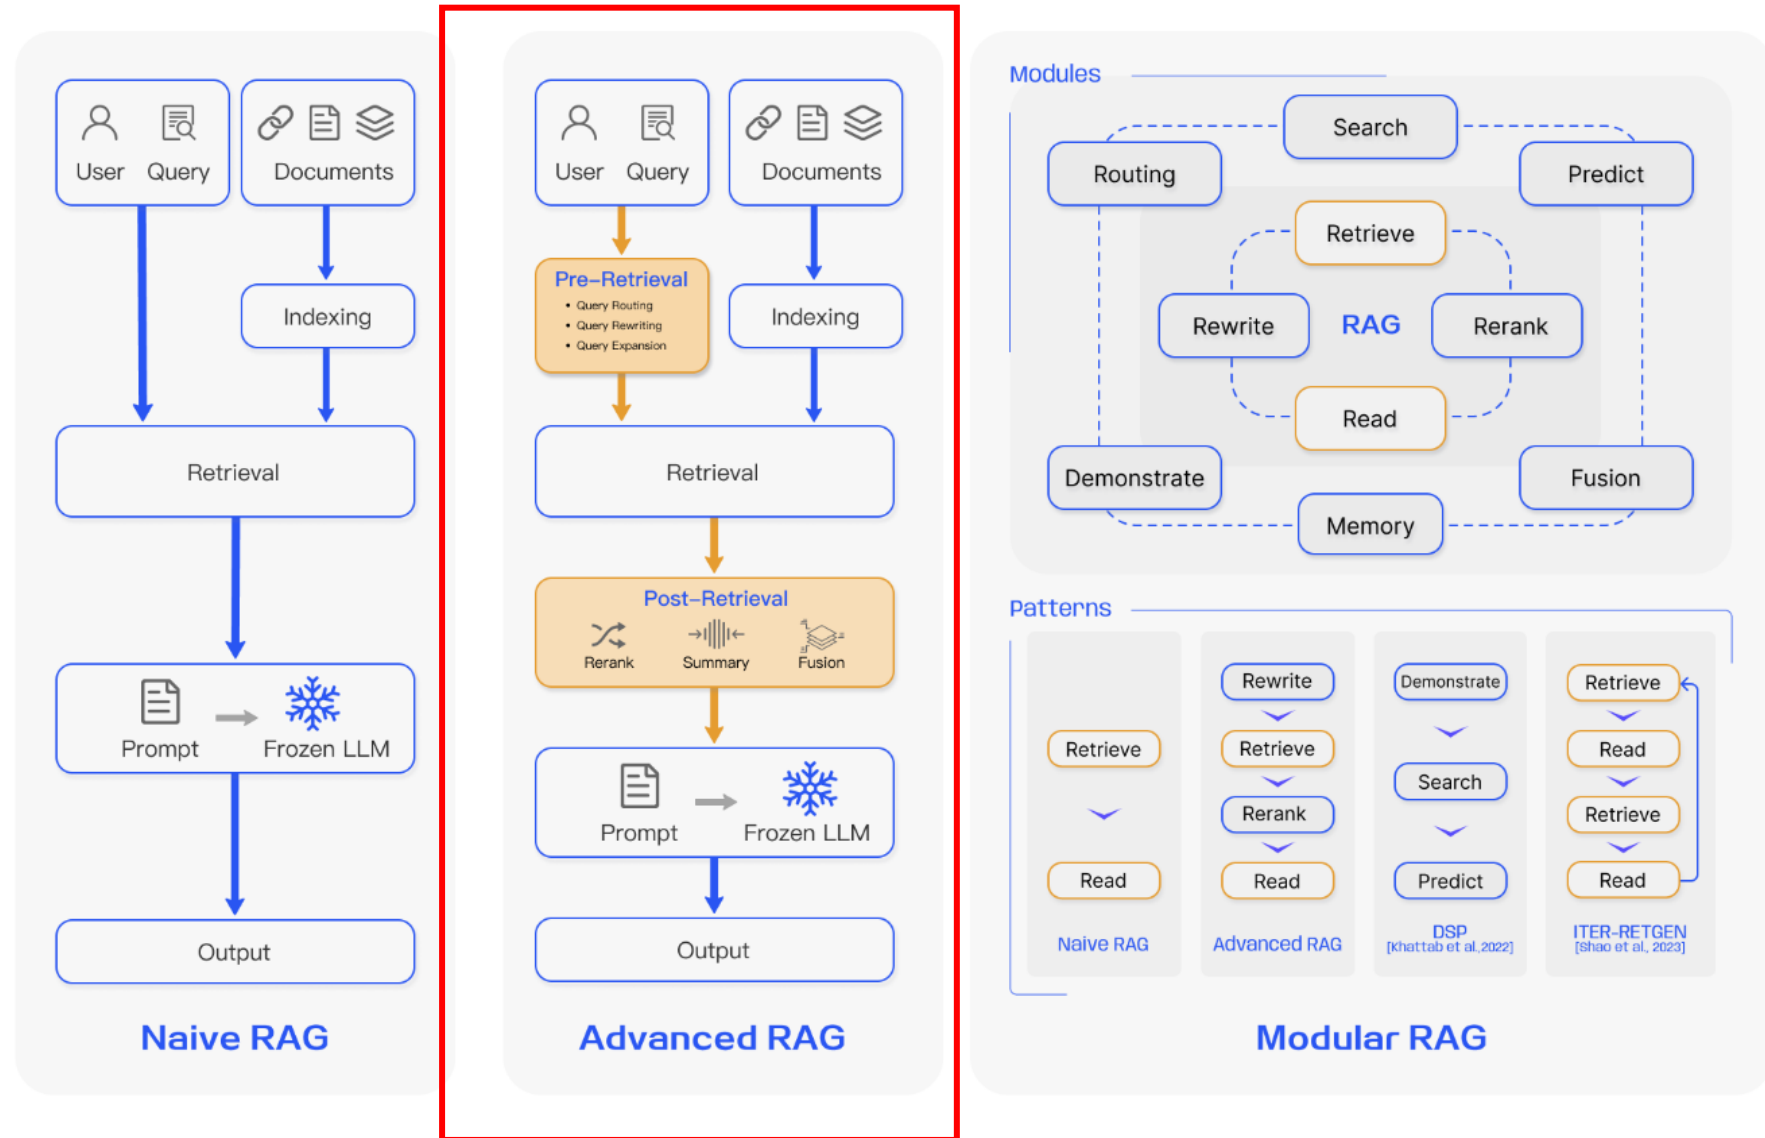 User Query
Documents
Indexing
Retrieval
Prompt
Frozen LLM
Output
Naive RAG
User Query
Documents
Pre-Retrieval
• Query Routing
• Query Rewriting
• Query Expansion
Indexing
Retrieval
Post-Retrieval
Rerank
Summary
Fusion
Prompt
Frozen LLM
Output
Advanced RAG
Modules
Search
Routing
Predict
Retrieve
Rewrite
RAG
Rerank
Read
Demonstrate
Fusion
Memory
Patterns
Retrieve
Read
Naive RAG
Rewrite
Retrieve
Rerank
Read
Advanced RAG
Demonstrate
Search
Predict
DSP
[Khattab et al.,2022]
Retrieve
Read
Retrieve
Read
ITER-RETGEN
[Shao et al., 2023]
Modular RAG